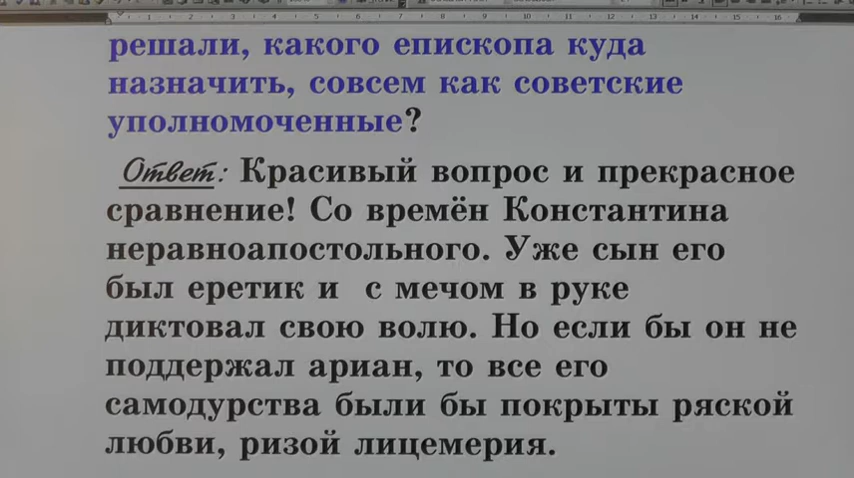 решали, какого епископа куда
назначить, совсем как советские
уполномоченные?
Ответ: Красивый вопрос и прекрасное
сравнение! Со времён Константина
неравноапостольного. Уже сын его
был еретик и  с мечом в руке
диктовал свою волю. Но если бы он не
поддержал ариан, то все его
самодурства были бы покрыты ряской
любви, ризой лицемерия.